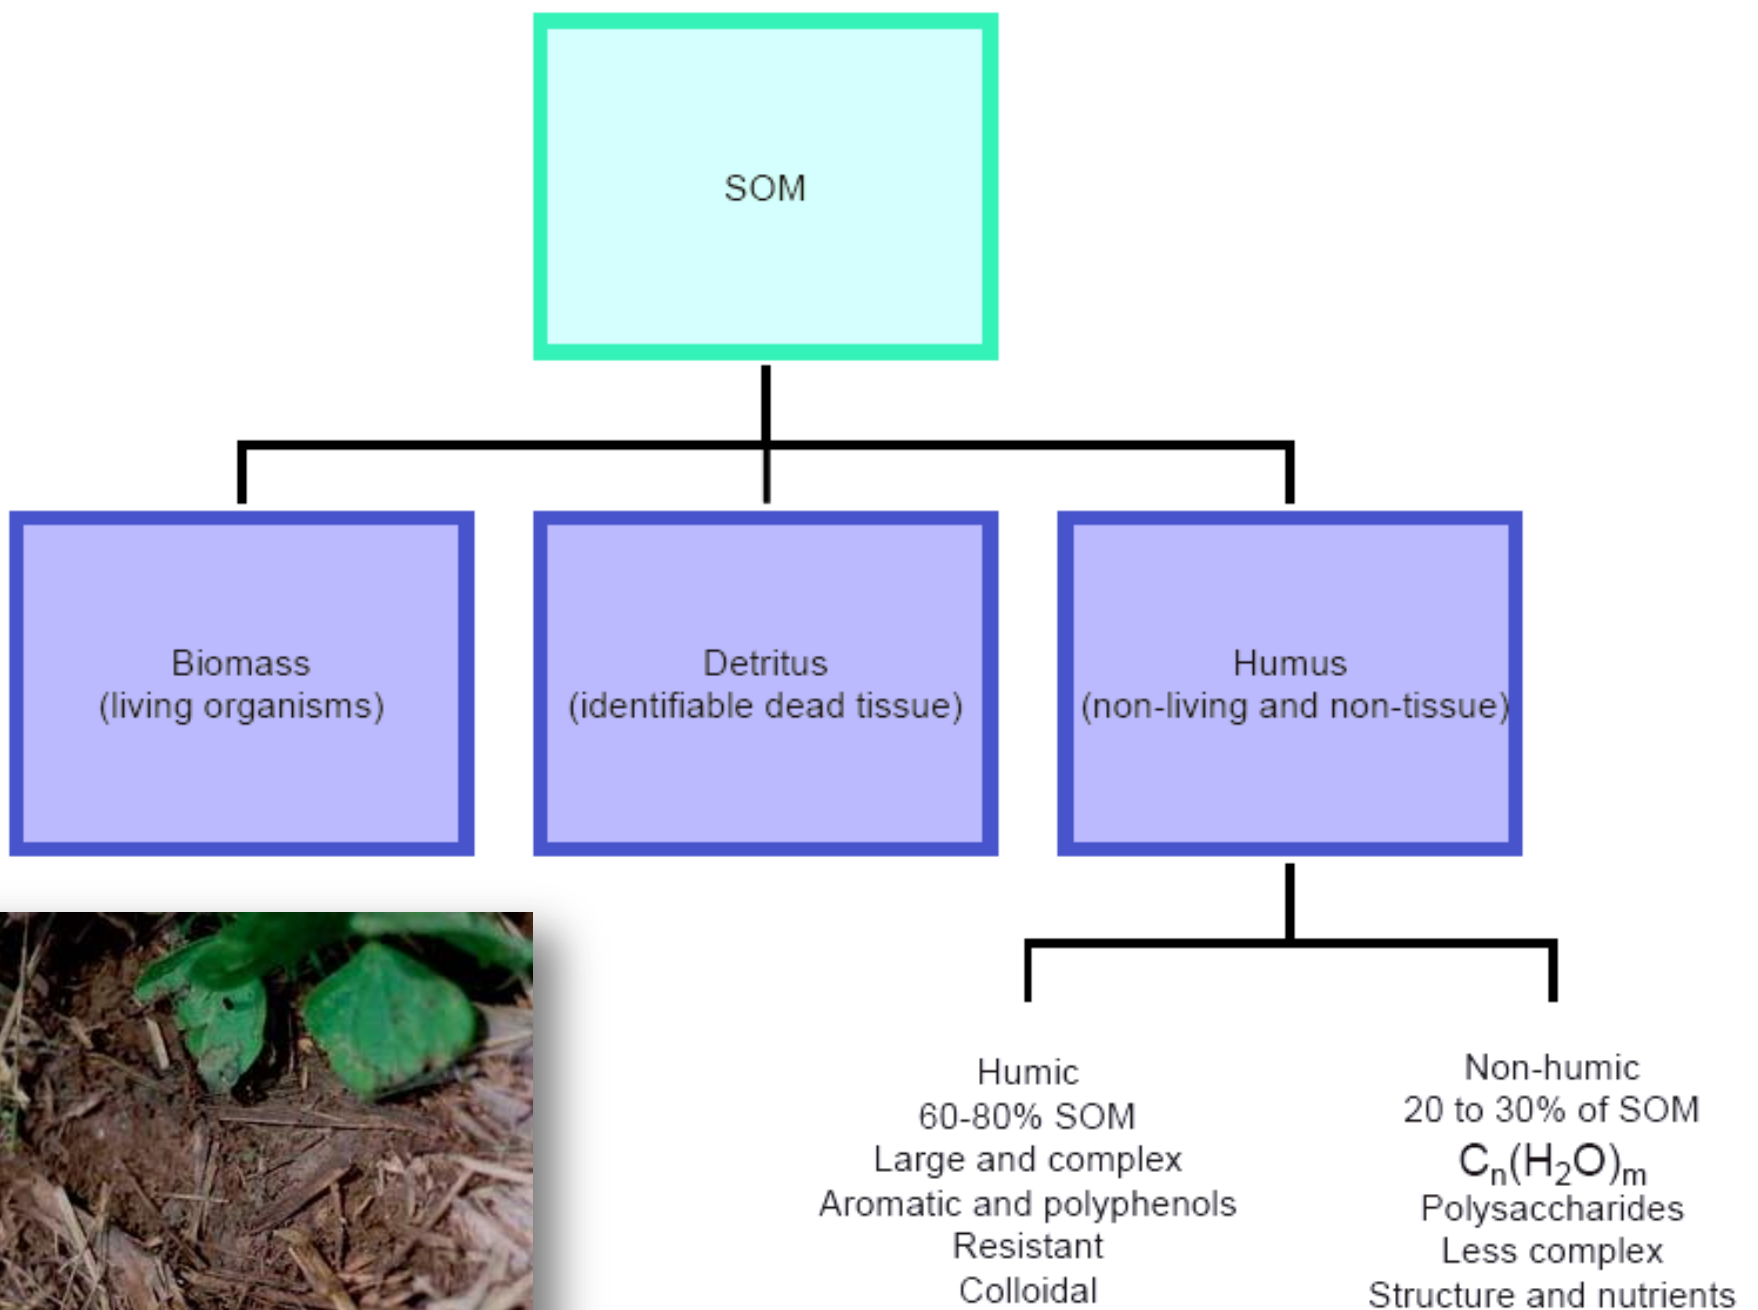 SOM
Biomass
(living organisms)
Detritus
(identifiable dead tissue)
Humus
(non-living and non-tissue)
Humic
60-80% SOM
Large and complex
Aromatic and polyphenols
Resistant
Colloidal
Non-humic
20 to 30% of SOM
Cₙ(H₂O)ₘ
Polysaccharides
Less complex
Structure and nutrients